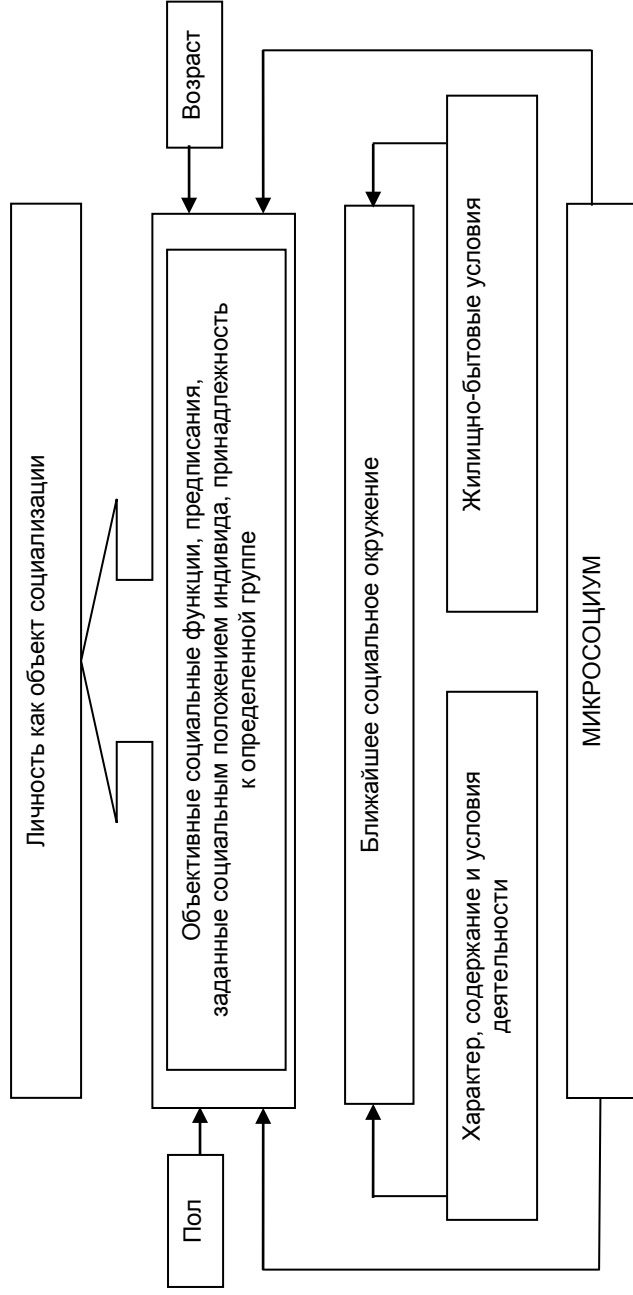 Личность как объект социализации
Пол
Возраст
Объективные социальные функции, предписания,
заданные социальным положением индивида, принадлежность
к определенной группе
Ближайшее социальное окружение
Характер, содержание и условия
деятельности
Жилищно-бытовые условия
МИКРОСОЦИУМ